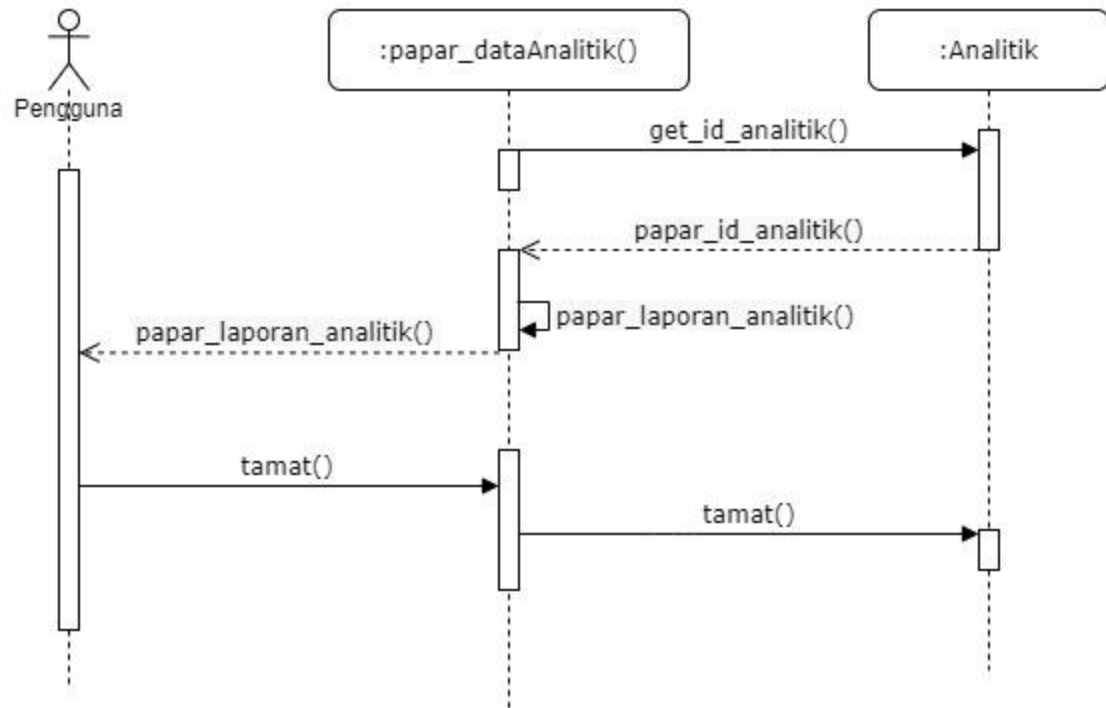 :papar_dataAnalitik()
:Analitik
Pengguna
get_id_analitik()
papar_id_analitik()
papar_laporan_analitik()
papar_laporan_analitik()
tamat()
tamat()